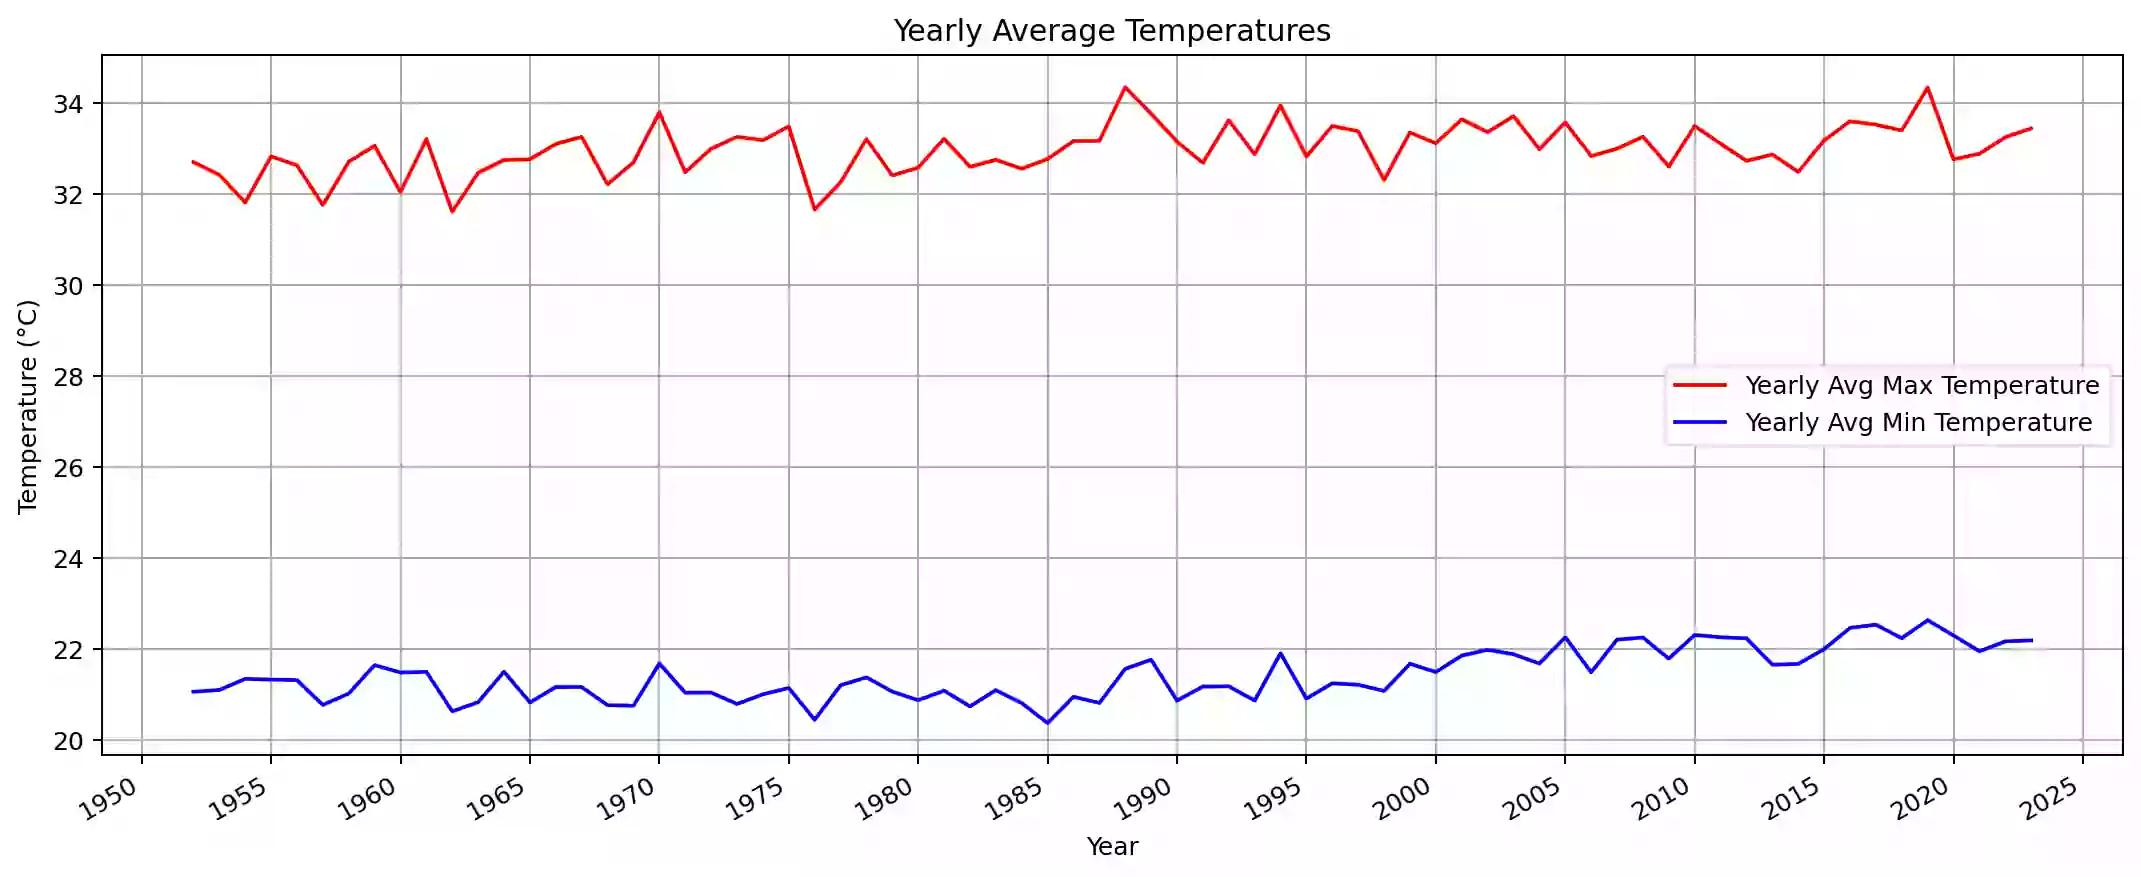 Yearly Average Temperatures
34
32
30
28
26
24
22
20
Temperature (°C)
Yearly Avg Max Temperature
Yearly Avg Min Temperature
1950 1955 1960 1965 1970 1975 1980 1985 1990 1995 2000 2005 2010 2015 2020 2025
Year